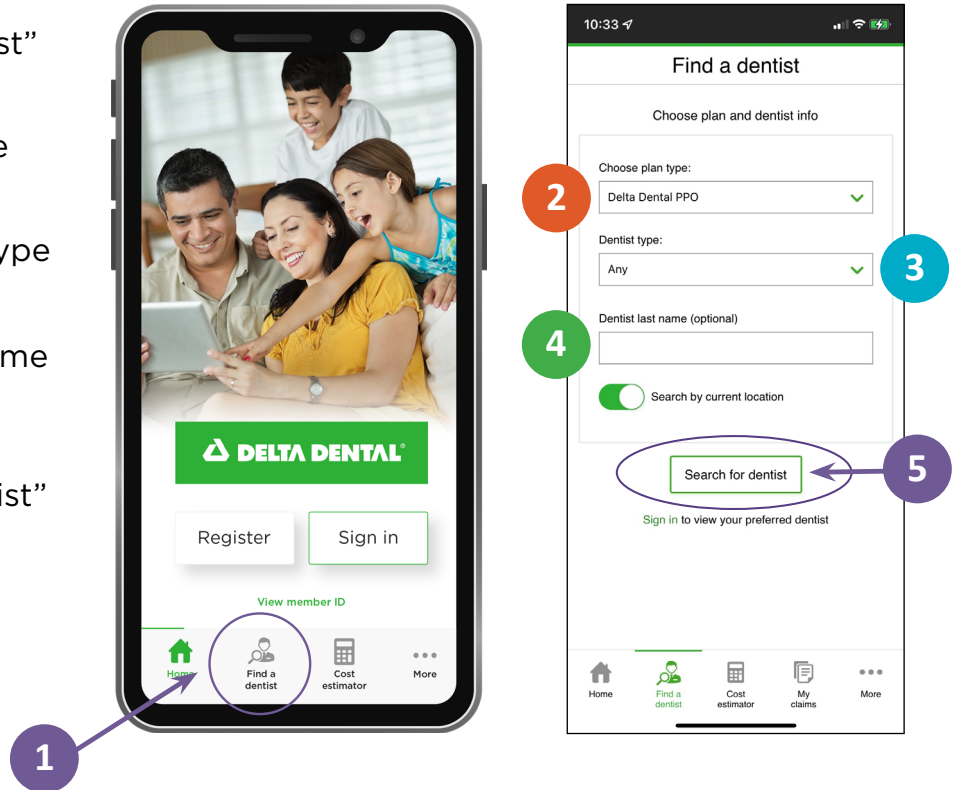 st”
e
ype
me
ist”
DELTA DENTAL®
Register
Sign in
View member ID
Home
Find a
dentist
Cost
estimator
More
1
10:33
Find a dentist
Choose plan and dentist info
Choose plan type:
2
Delta Dental PPO
Dentist type:
Any
3
Dentist last name (optional)
4
Search by current location
Search for dentist
5
Sign in to view your preferred dentist
Home
Find a
dentist
Cost
estimator
My
claims
More